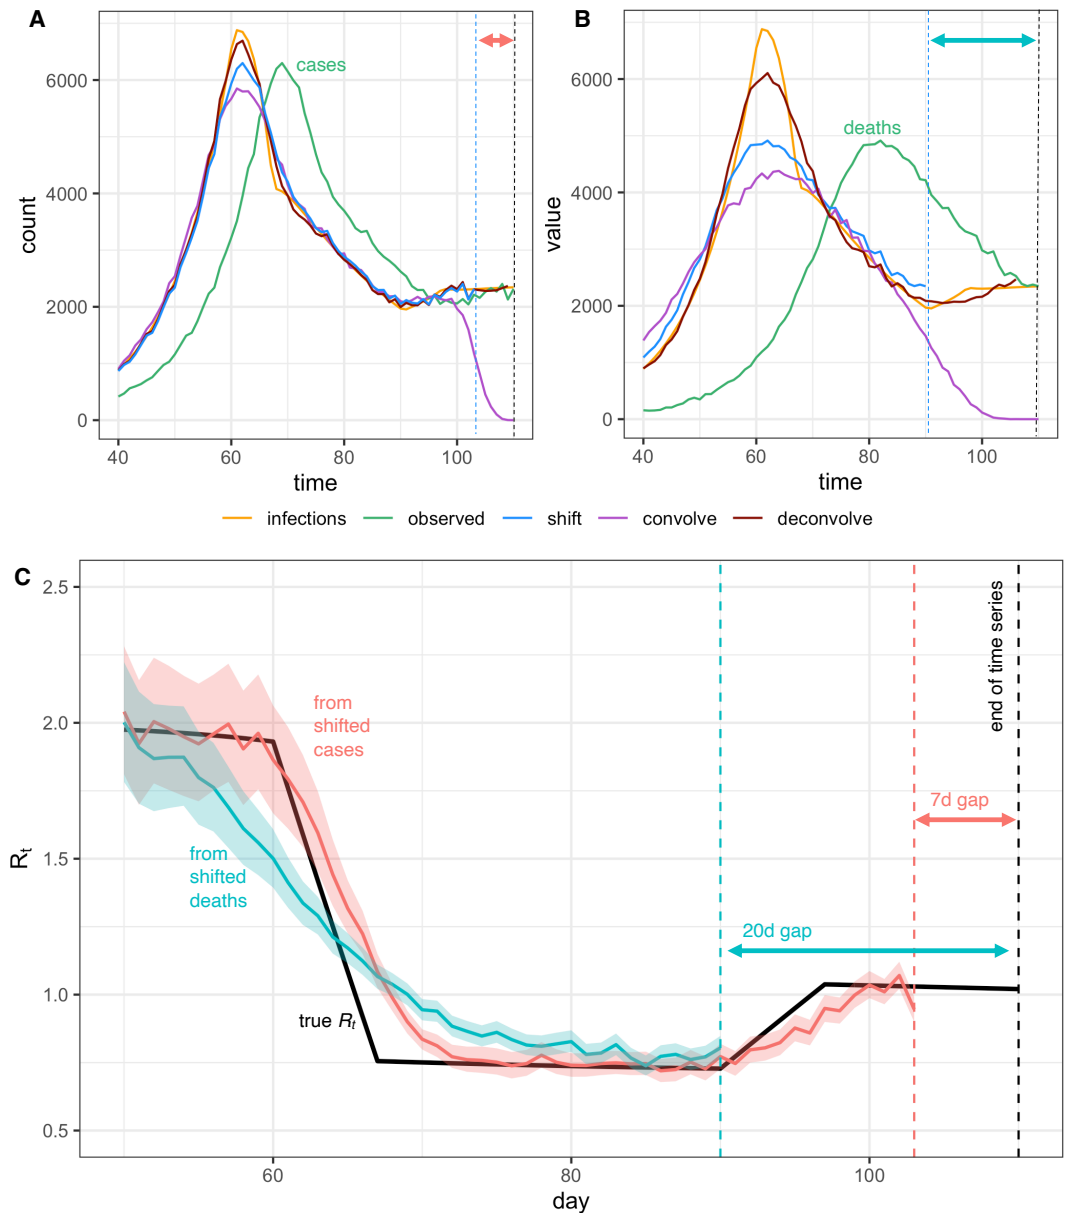 A
B
cases
deaths
6000
4000
2000
0
count
40
60
80
100
time
6000
4000
2000
0
value
40
60
80
100
time
infections
observed
shift
convolve
deconvolve
C
2.5
2.0
1.5
1.0
0.5
Rt
from
shifted
cases
from
shifted
deaths
true Rt
20d gap
7d gap
end of time series
60
80
100
day